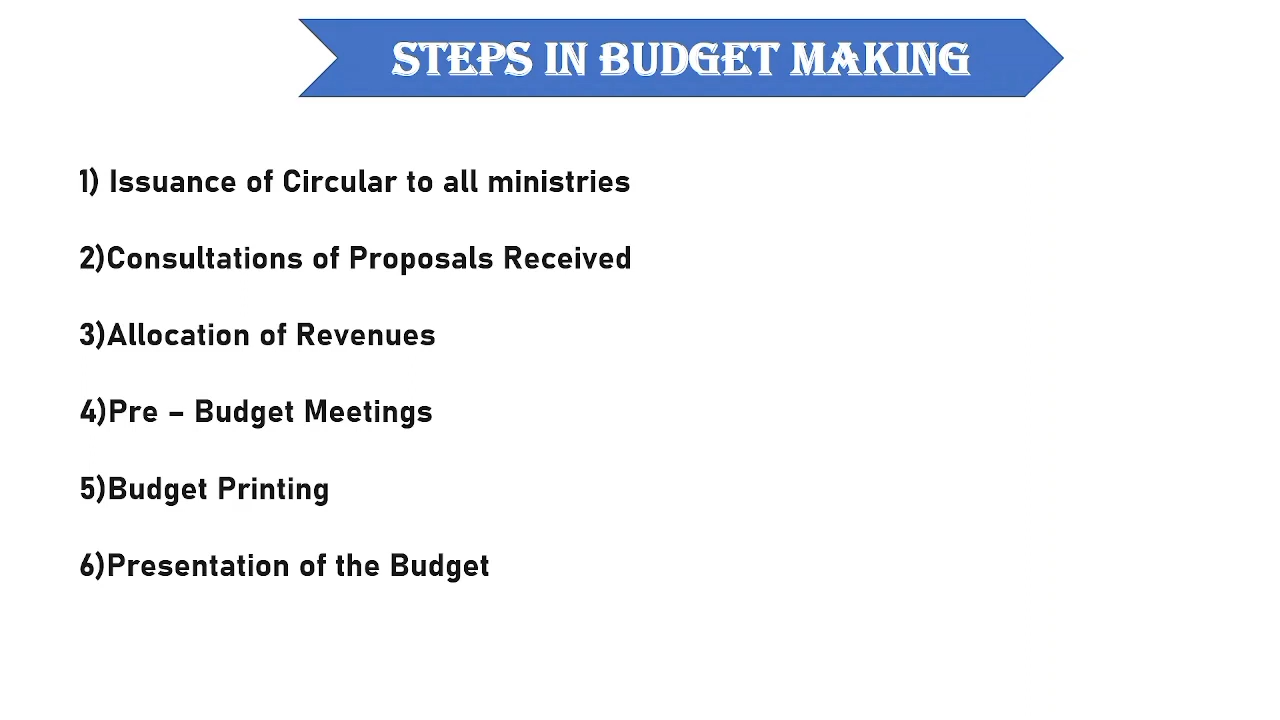 STEPS IN BUDGET MAKING
1) Issuance of Circular to all ministries
2)Consultations of Proposals Received
3)Allocation of Revenues
4)Pre – Budget Meetings
5)Budget Printing
6)Presentation of the Budget